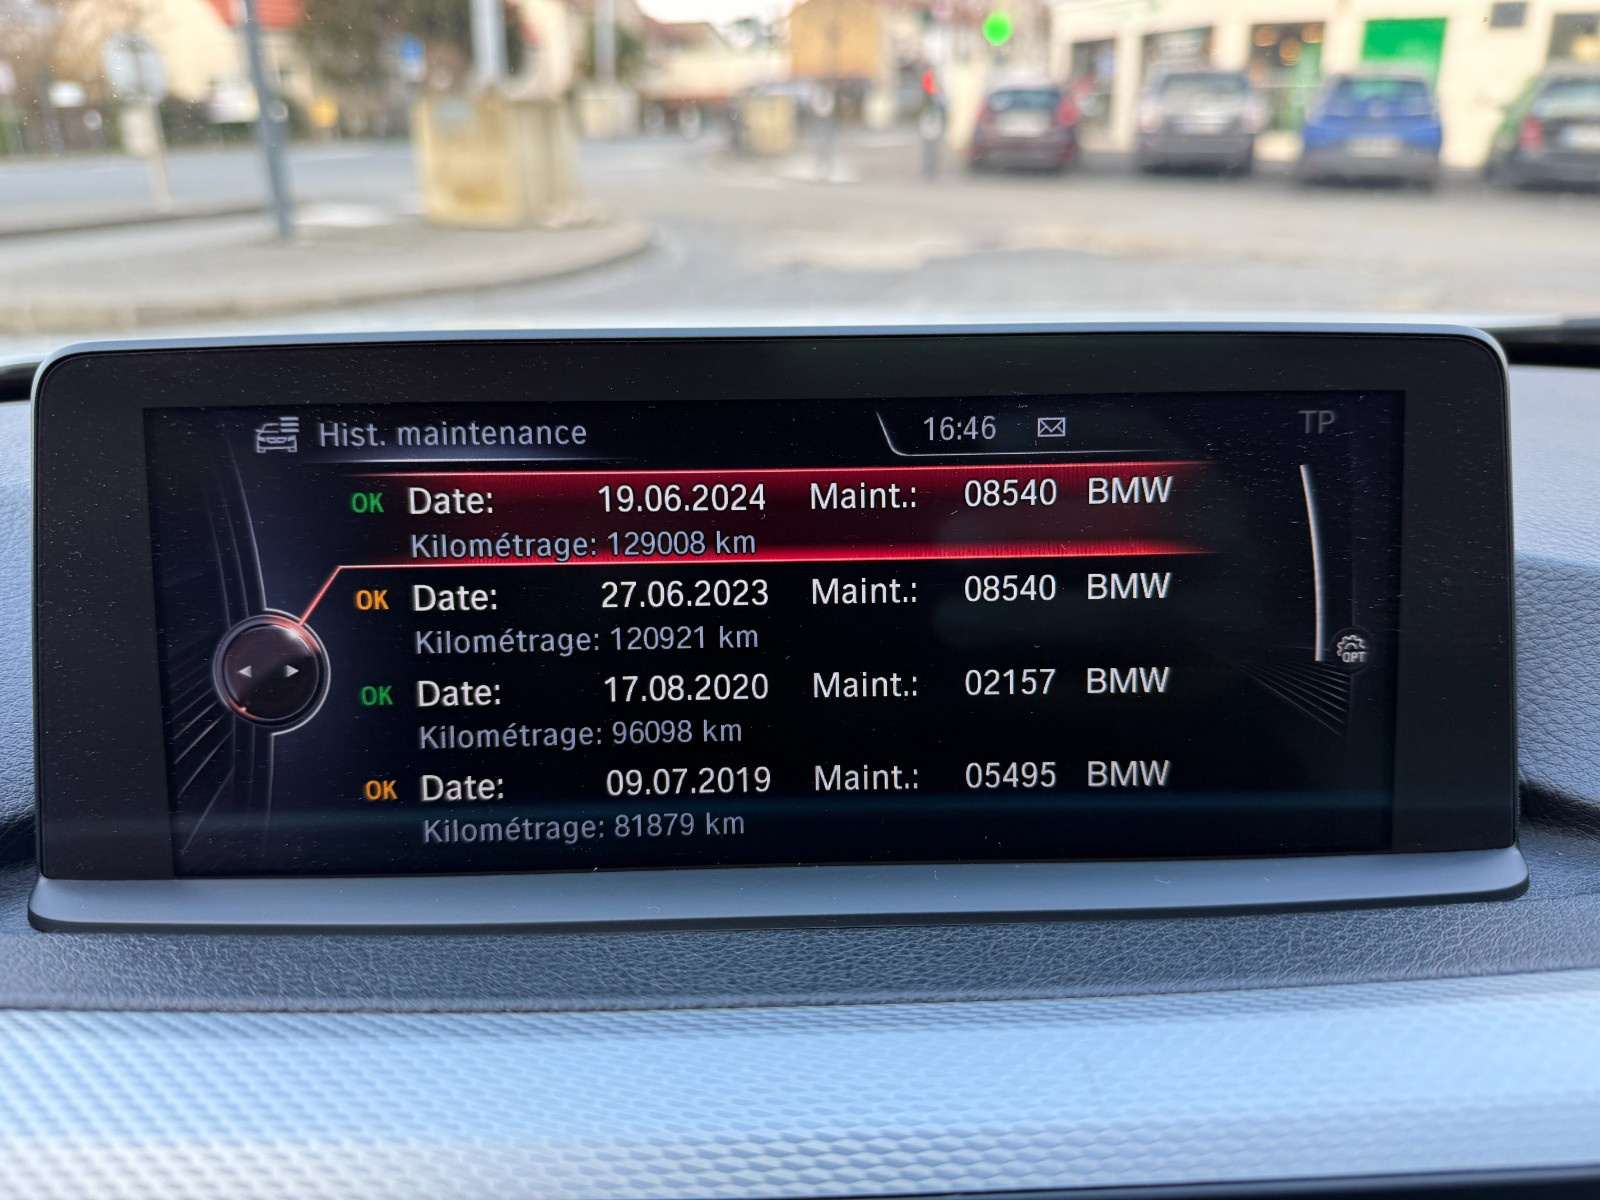 Hist. maintenance 16:46 TP
OK Date: 19.06.2024 Maint.: 08540 BMW
Kilométrage: 129008 km
OK Date: 27.06.2023 Maint.: 08540 BMW
Kilométrage: 120921 km
OPT
OK Date: 17.08.2020 Maint.: 02157 BMW
Kilométrage: 96098 km
OK Date: 09.07.2019 Maint.: 05495 BMW
Kilométrage: 81879 km